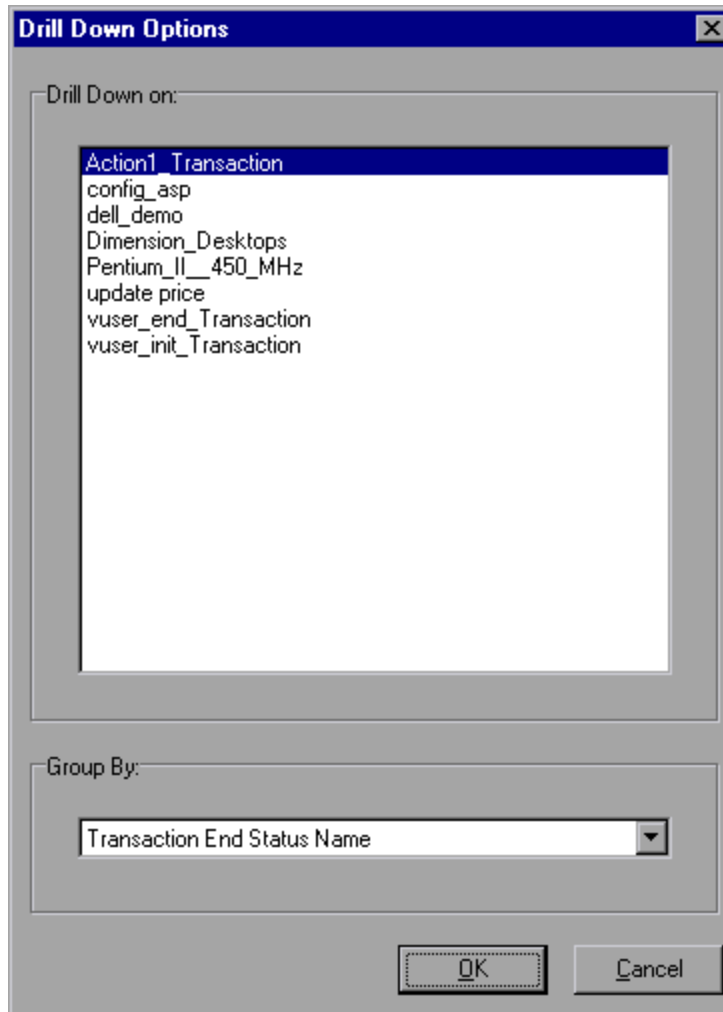 Drill Down Options
Drill Down on:
Action1_Transaction
config_asp
dell_demo
Dimension_Desktops
Pentium_II__450_MHz
update price
vuser_end_Transaction
vuser_init_Transaction
Group By:
Transaction End Status Name
OK
Cancel